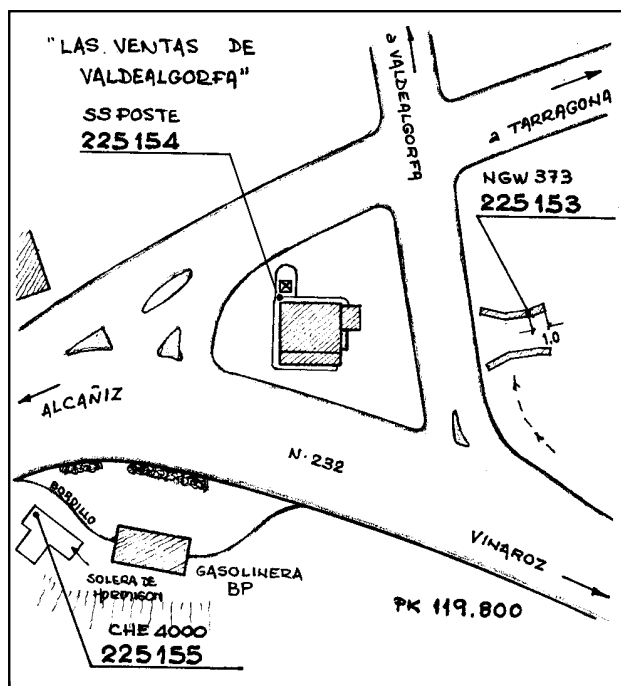 "LAS VENTAS DE
VALDEALGORFA"
SS POSTE
225154
a VALDEALGORFA
a TARRAGONA
NGW 373
225153
1.0
ALCAÑIZ
N-232
BORDILLO
VINAROZ
SOLERA DE
HORMIGON
GASOLINERA
BP
PK 119.800
CHE 4000
225155